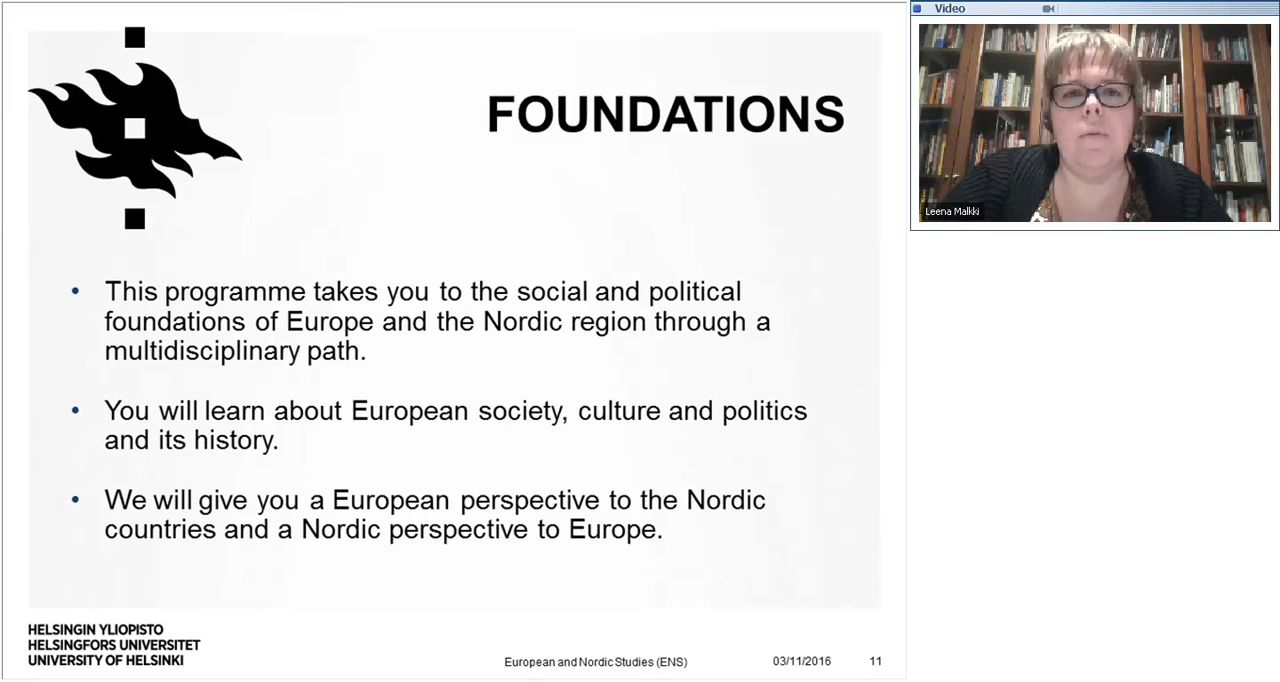 FOUNDATIONS
• This programme takes you to the social and political
foundations of Europe and the Nordic region through a
multidisciplinary path.
• You will learn about European society, culture and politics
and its history.
• We will give you a European perspective to the Nordic
countries and a Nordic perspective to Europe.
HELSINGIN YLIOPISTO
HELSINGFORS UNIVERSITET
UNIVERSITY OF HELSINKI
European and Nordic Studies (ENS)
03/11/2016
11
Video
Leena Malkki